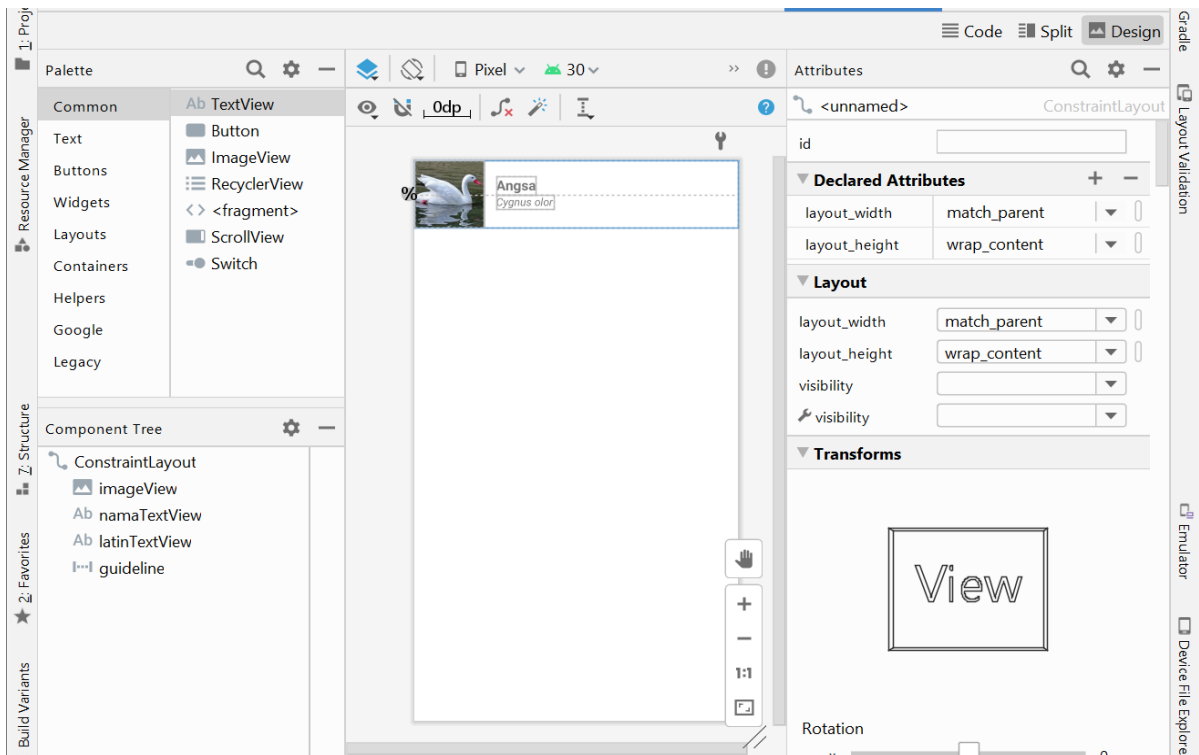 1: Proj
Resource Manager
Z: Structure
2: Favorites
Build Variants
Code
Split
Design
Palette
Common
Text
Buttons
Widgets
Layouts
Containers
Helpers
Google
Legacy
Ab TextView
Button
ImageView
RecyclerView
<fragment>
ScrollView
Switch
Component Tree
ConstraintLayout
imageView
Ab namaTextView
Ab latinTextView
guideline
Pixel
30
0dp
%
Angsa
Cygnus olor
1:1
Attributes
<unnamed> ConstraintLayout
id
Declared Attributes
layout_width match_parent
layout_height wrap_content
Layout
layout_width match_parent
layout_height wrap_content
visibility
visibility
Transforms
View
Rotation
Gradle
Layout Validation
Emulator
Device File Explore